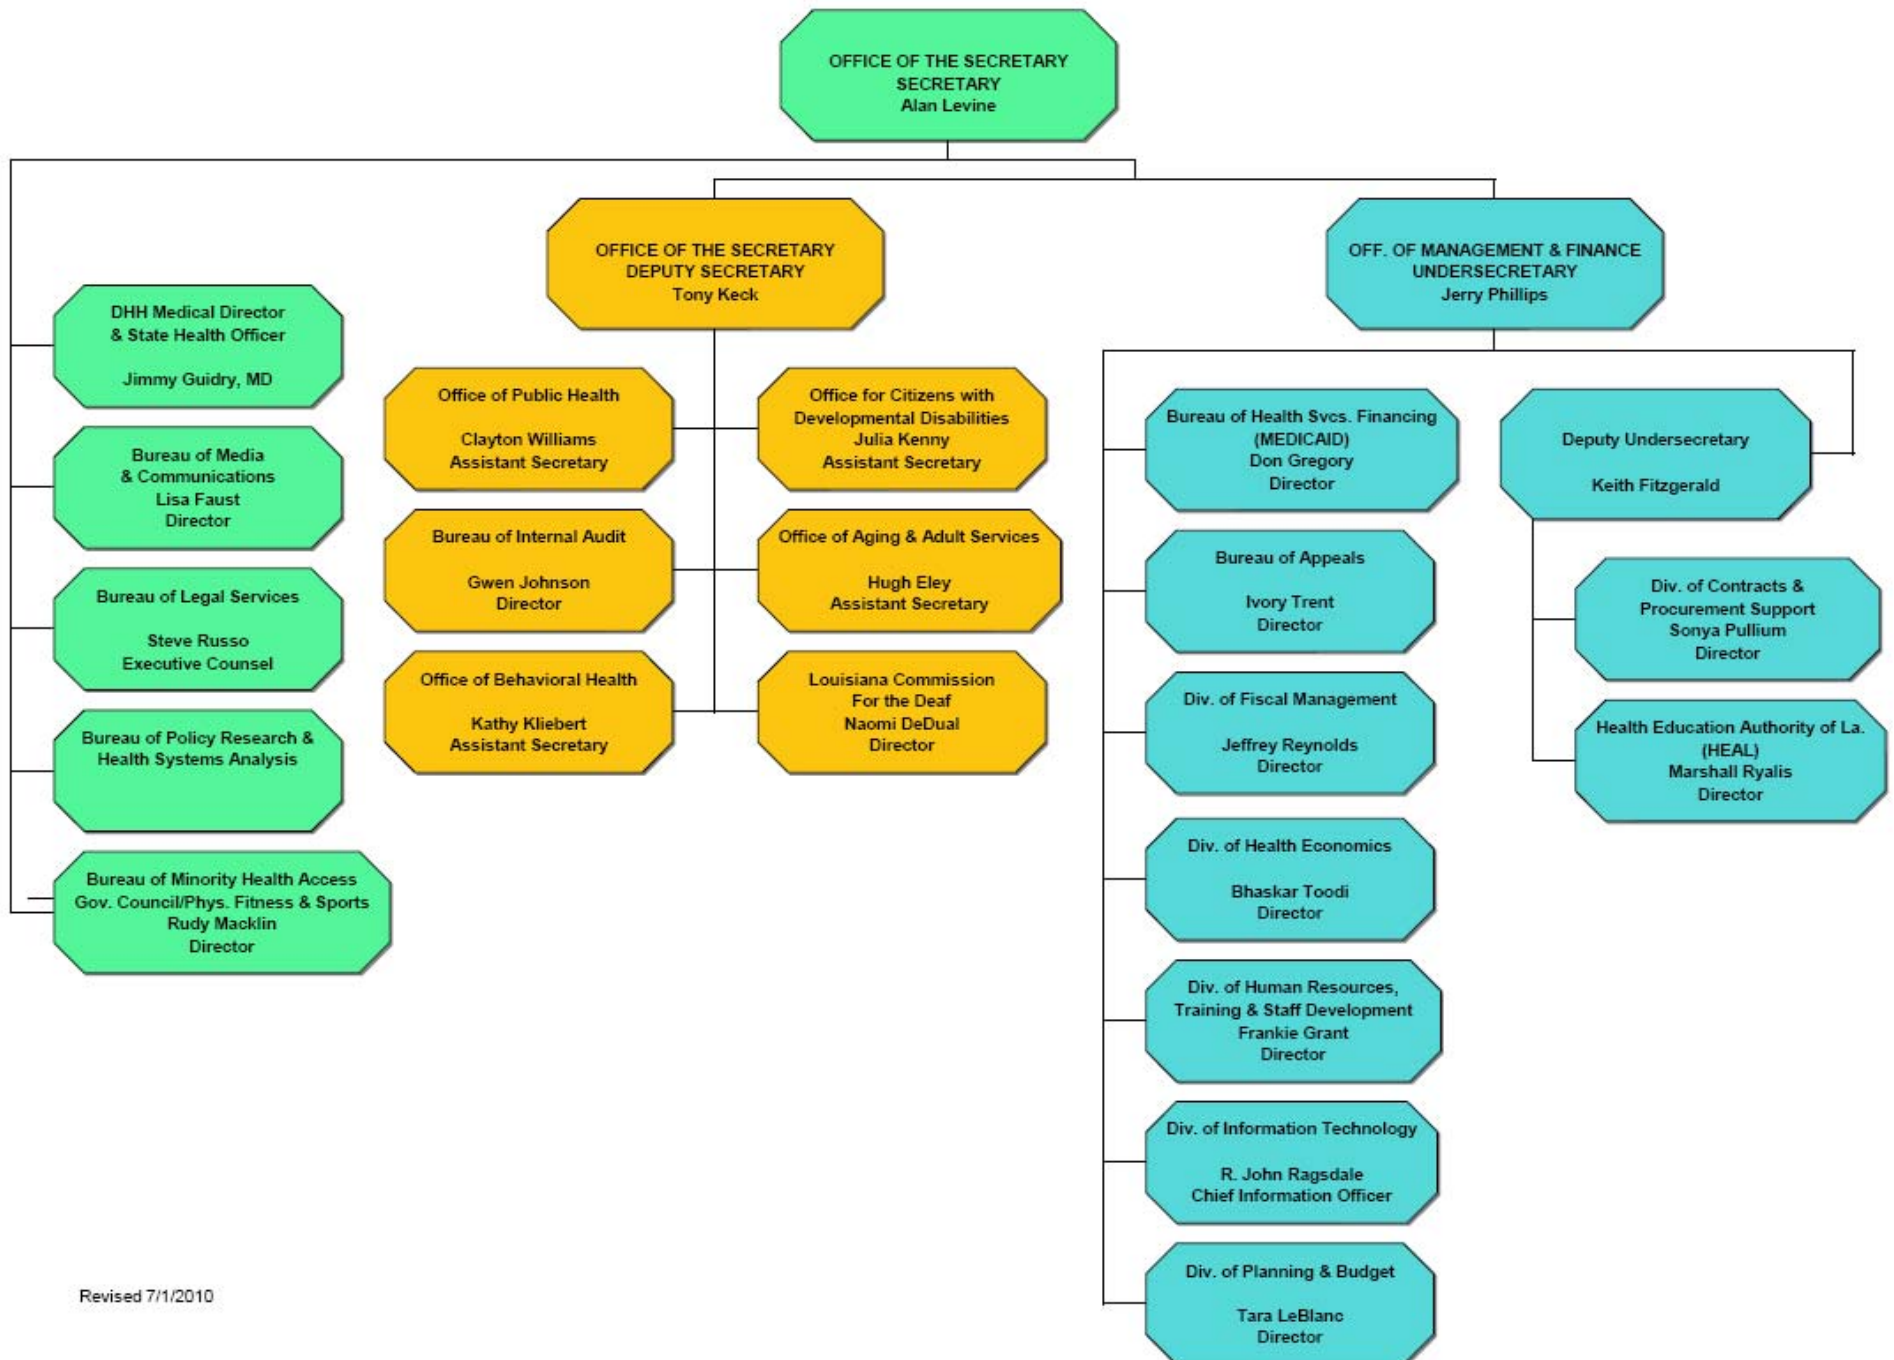 OFFICE OF THE SECRETARY
SECRETARY
Alan Levine
OFFICE OF THE SECRETARY
DEPUTY SECRETARY
Tony Keck
OFF. OF MANAGEMENT & FINANCE
UNDERSECRETARY
Jerry Phillips
DHH Medical Director
& State Health Officer
Jimmy Guidry, MD
Bureau of Media
& Communications
Lisa Faust
Director
Bureau of Legal Services
Steve Russo
Executive Counsel
Bureau of Policy Research &
Health Systems Analysis
Bureau of Minority Health Access
Gov. Council/Phys. Fitness & Sports
Rudy Macklin
Director
Office of Public Health
Clayton Williams
Assistant Secretary
Office for Citizens with
Developmental Disabilities
Julia Kenny
Assistant Secretary
Bureau of Internal Audit
Gwen Johnson
Director
Office of Aging & Adult Services
Hugh Eley
Assistant Secretary
Office of Behavioral Health
Kathy Kliebert
Assistant Secretary
Louisiana Commission
For the Deaf
Naomi DeDual
Director
Bureau of Health Svcs. Financing
(MEDICAID)
Don Gregory
Director
Bureau of Appeals
Ivory Trent
Director
Div. of Fiscal Management
Jeffrey Reynolds
Director
Div. of Health Economics
Bhaskar Toodi
Director
Div. of Human Resources,
Training & Staff Development
Frankie Grant
Director
Div. of Information Technology
R. John Ragsdale
Chief Information Officer
Div. of Planning & Budget
Tara LeBlanc
Director
Deputy Undersecretary
Keith Fitzgerald
Div. of Contracts &
Procurement Support
Sonya Pullium
Director
Health Education Authority of La.
(HEAL)
Marshall Ryalis
Director
Revised 7/1/2010